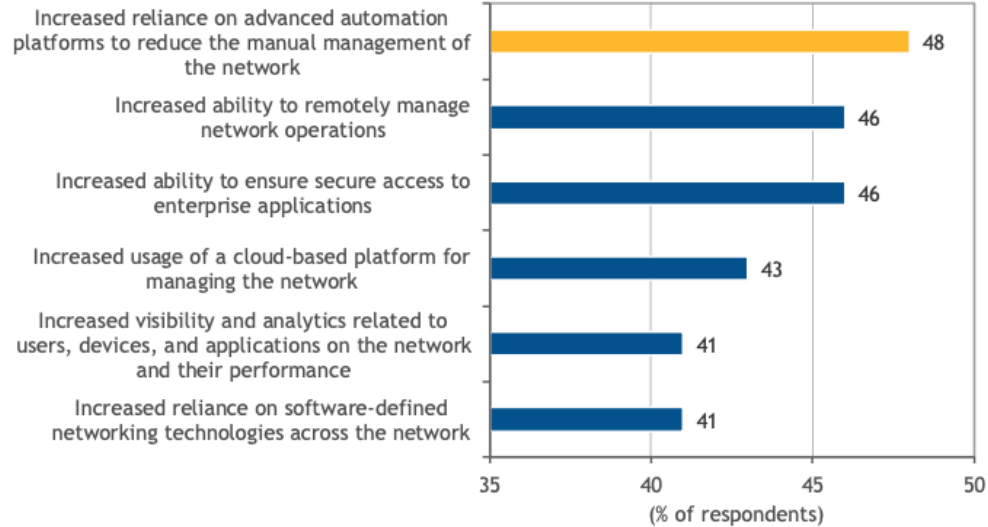 Increased reliance on advanced automation
platforms to reduce the manual management of
the network
48
Increased ability to remotely manage
network operations
46
Increased ability to ensure secure access to
enterprise applications
46
Increased usage of a cloud-based platform for
managing the network
43
Increased visibility and analytics related to
users, devices, and applications on the network
and their performance
41
Increased reliance on software-defined
networking technologies across the network
41
35 40 45 50
(% of respondents)